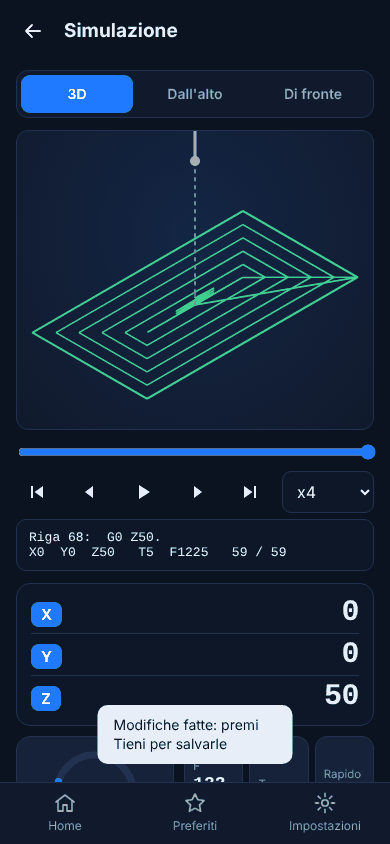 Simulazione
3D
Dall'alto
Di fronte
x4
Riga 68:  G0 Z50.
X0  Y0  Z50   T5  F1225   59 / 59
X
0
Y
0
Z
50
Modifiche fatte: premi
Tieni per salvarle
F
Rapido
Home
Preferiti
Impostazioni